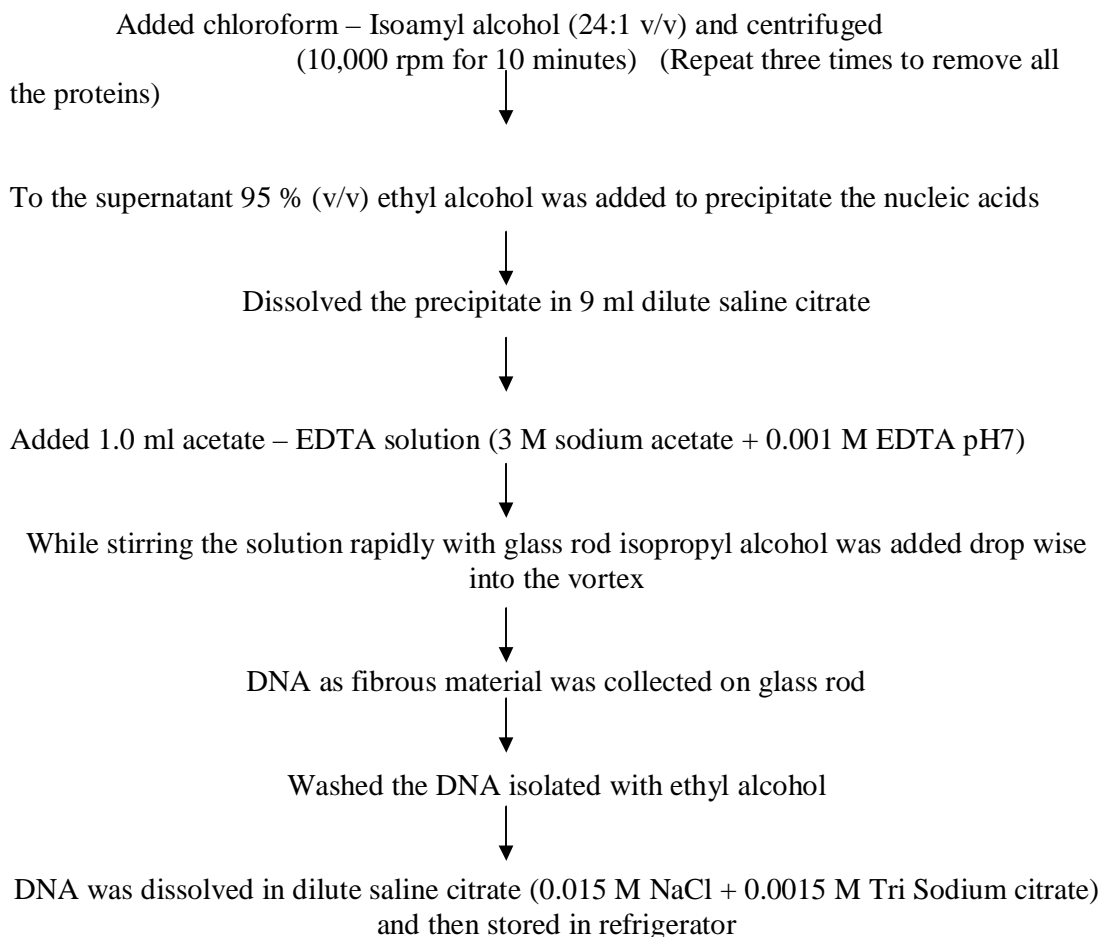 Added chloroform – Isoamyl alcohol (24:1 v/v) and centrifuged
(10,000 rpm for 10 minutes) (Repeat three times to remove all
the proteins)
To the supernatant 95 % (v/v) ethyl alcohol was added to precipitate the nucleic acids
Dissolved the precipitate in 9 ml dilute saline citrate
Added 1.0 ml acetate – EDTA solution (3 M sodium acetate + 0.001 M EDTA pH7)
While stirring the solution rapidly with glass rod isopropyl alcohol was added drop wise
into the vortex
DNA as fibrous material was collected on glass rod
Washed the DNA isolated with ethyl alcohol
DNA was dissolved in dilute saline citrate (0.015 M NaCl + 0.0015 M Tri Sodium citrate)
and then stored in refrigerator